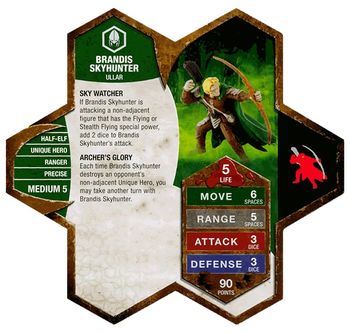 BRANDIS
SKYHUNTER
ULLAR
HALF-ELF
UNIQUE HERO
RANGER
PRECISE
MEDIUM 5
SKY WATCHER
If Brandis Skyhunter is
attacking a non-adjacent
figure that has the Flying or
Stealth Flying special power,
add 2 dice to Brandis
Skyhunter's attack.
ARCHER'S GLORY
Each time Brandis Skyhunter
destroys an opponent's
non-adjacent Unique Hero, you
may take another turn with
Brandis Skyhunter.
5
LIFE
MOVE 6
SPACES
RANGE 5
SPACES
ATTACK 3
DICE
DEFENSE 3
DICE
90
POINTS